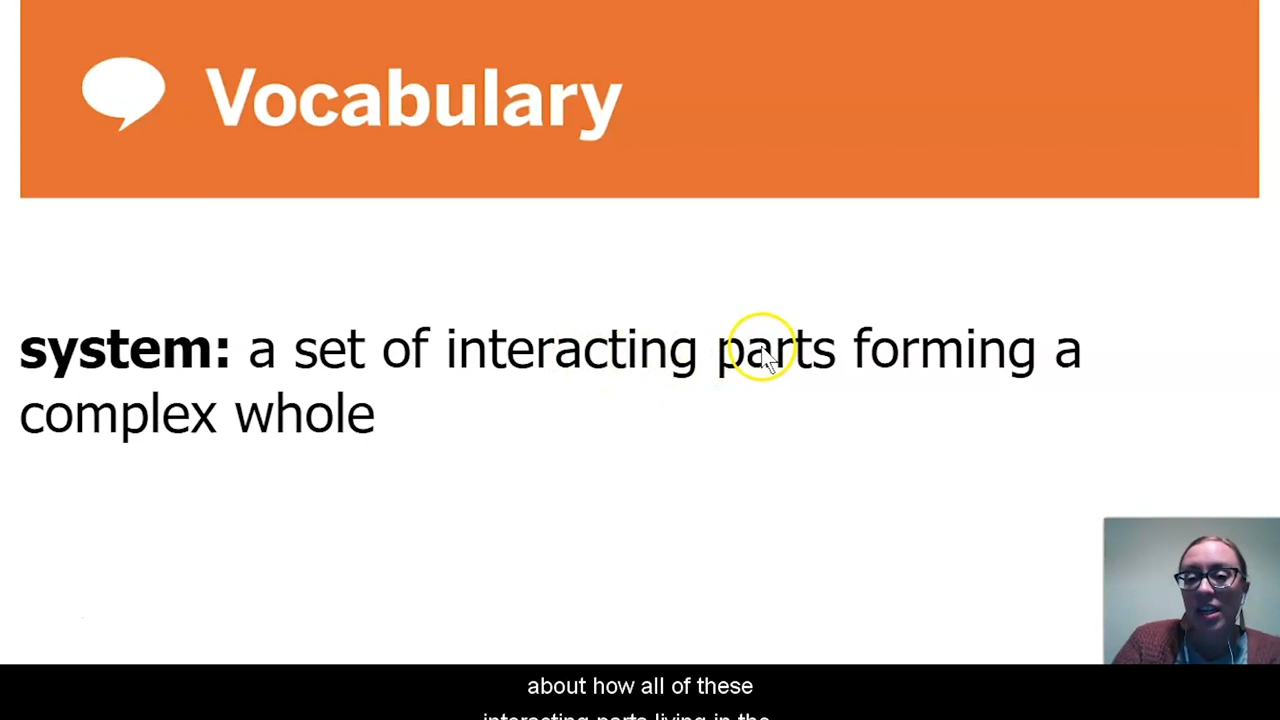 Vocabulary
system: a set of interacting parts forming a
complex whole
about how all of these
interacting parts living in the